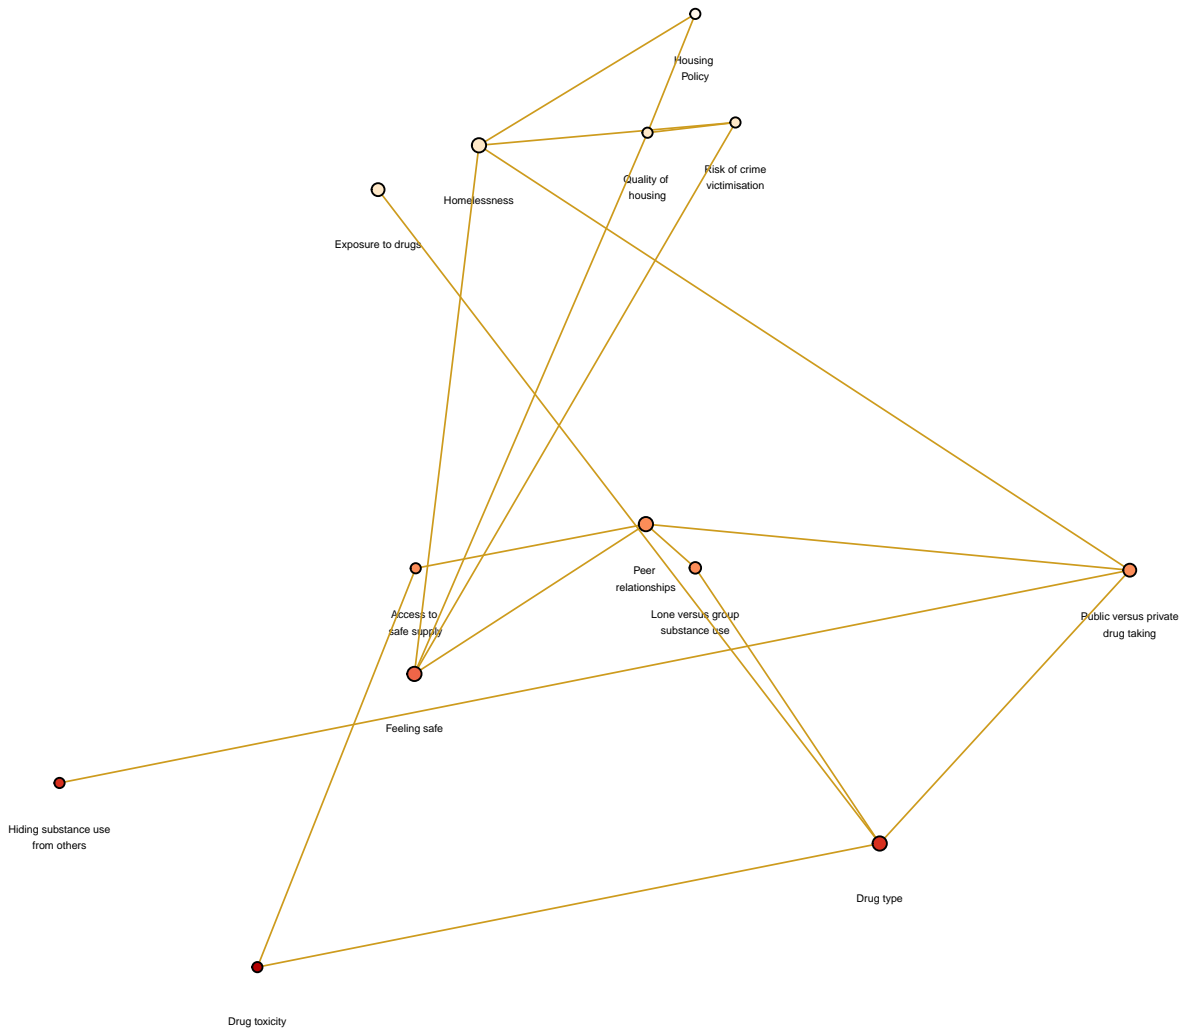 Housing
Policy
Risk of crime
victimisation
Quality of
housing
Homelessness
Exposure to drugs
Peer
relationships
Access to
safe supply
Lone versus group
substance use
Public versus private
drug taking
Feeling safe
Hiding substance use
from others
Drug type
Drug toxicity